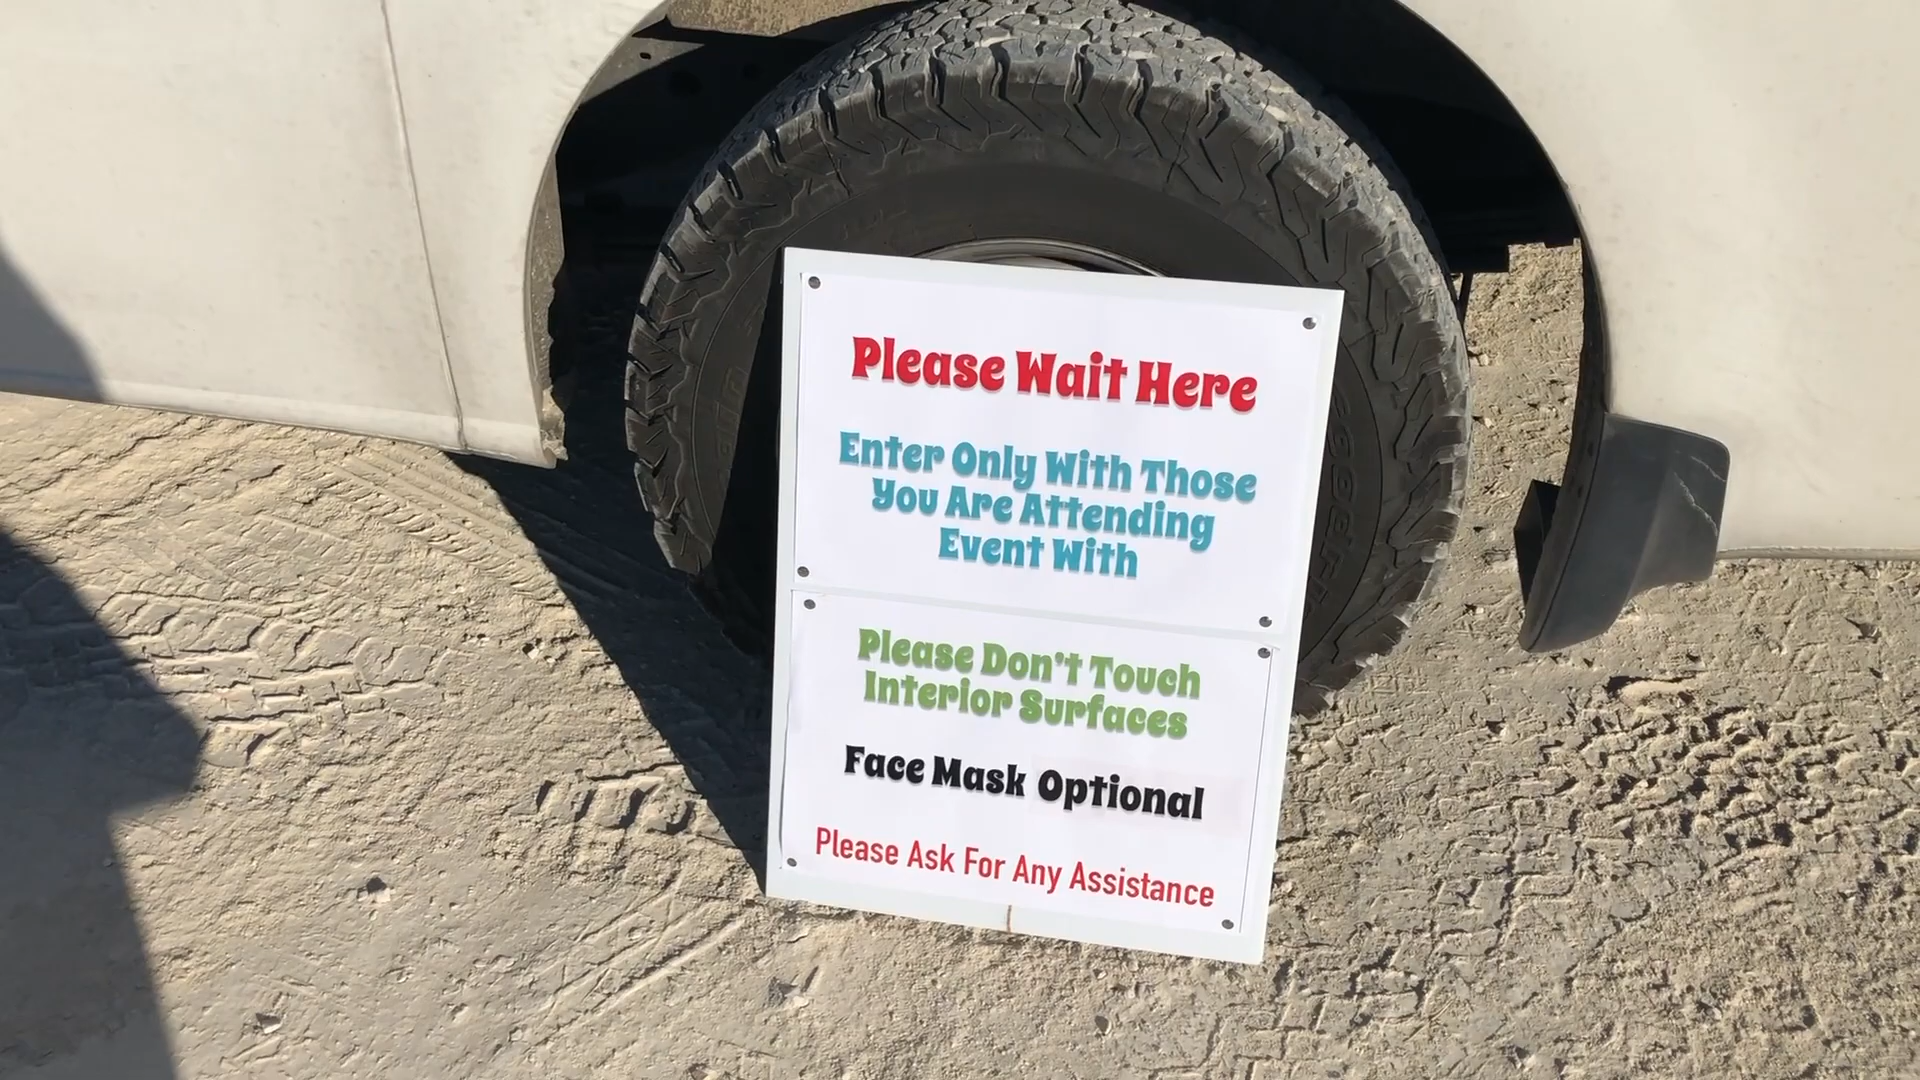 Please Wait Here
Enter Only With Those
You Are Attending
Event With
Please Don't Touch
Interior Surfaces
Face Mask Optional
Please Ask For Any Assistance